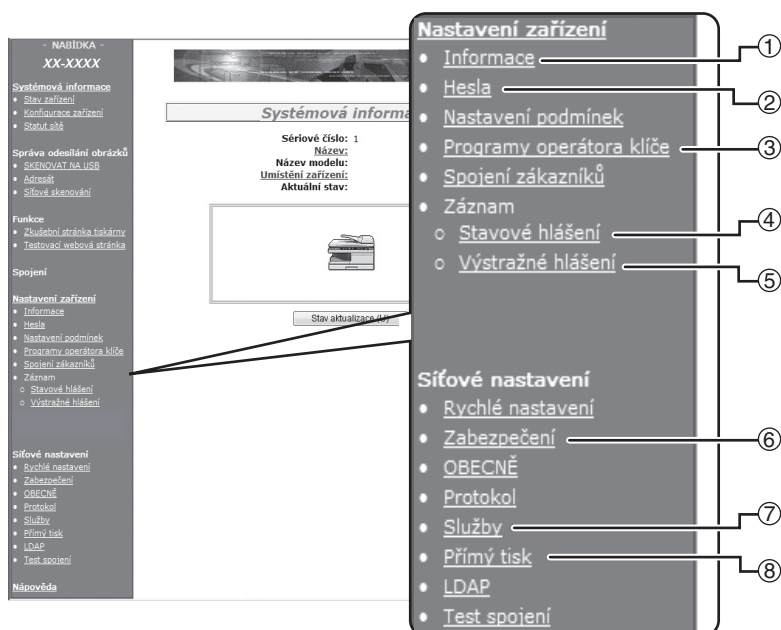 - NABÍDKA -
XX-XXXX
Systémová informace
• Stav zařízení
• Konfigurace zařízení
• Statut sítě
Správa odesílání obrázků
• SKENOVAT NA USB
• Adresát
• Síťové skenování
Funkce
• Zkušební stránka tiskárny
• Testovací webová stránka
Spojení
Nastavení zařízení
• Informace
• Hesla
• Nastavení podmínek
• Programy operátora klíče
• Spojení zákazníků
• Záznam
o Stavové hlášení
o Výstražné hlášení
Síťové nastavení
• Rychlé nastavení
• Zabezpečení
• OBECNĚ
• Protokol
• Služby
• Přímý tisk
• LDAP
• Test spojení
Nápověda
Systémová informa
Sériové číslo: 1
Název:
Název modelu:
Umístění zařízení:
Aktuální stav:
Stav aktualizace (U)
Nastavení zařízení
• Informace ①
• Hesla ②
• Nastavení podmínek
• Programy operátora klíče ③
• Spojení zákazníků
• Záznam
o Stavové hlášení ④
o Výstražné hlášení ⑤
Síťové nastavení
• Rychlé nastavení
• Zabezpečení ⑥
• OBECNĚ
• Protokol
• Služby ⑦
• Přímý tisk ⑧
• LDAP
• Test spojení